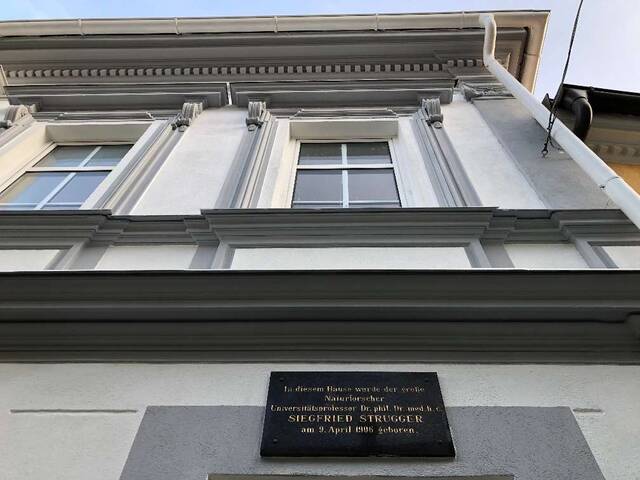 In diesem Hause wurde der große
Naturforscher
Universitätsprofessor Dr. phil. Dr. med. h. c.
SIEGFRIED STRUGGER
am 9. April 1906 geboren.